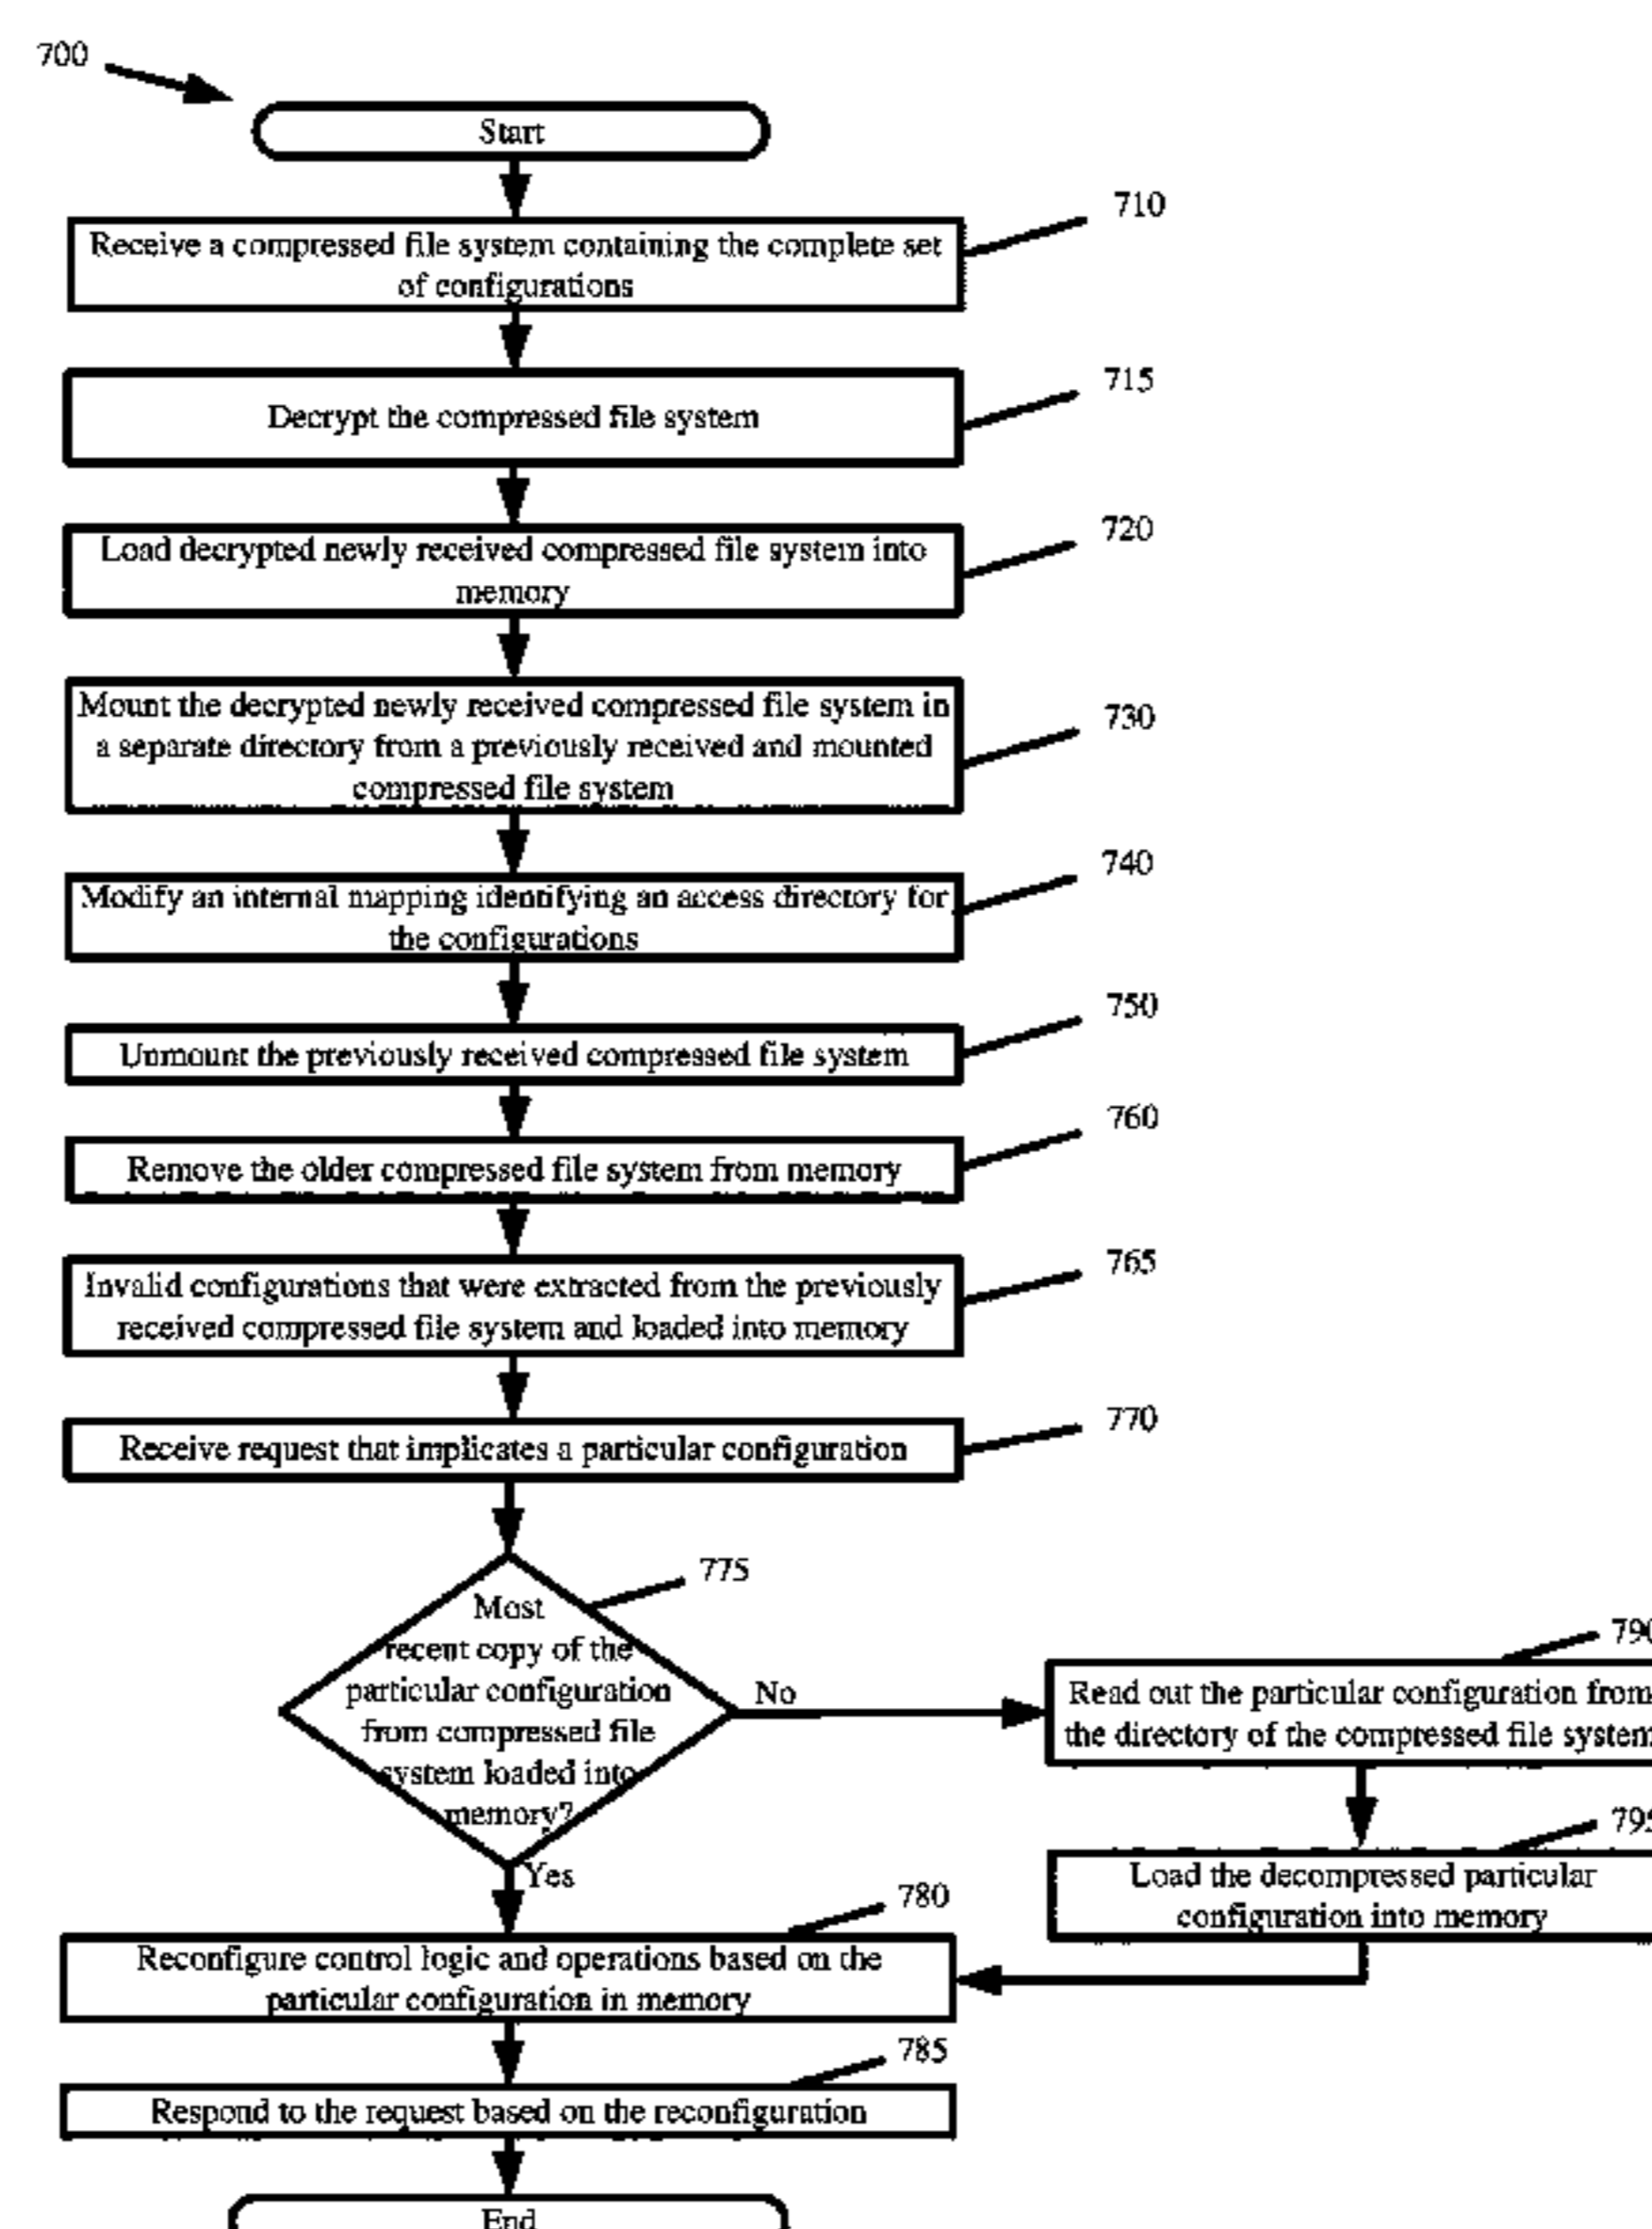 700
Start
710
Receive a compressed file system containing the complete set
of configurations
715
Decrypt the compressed file system
720
Load decrypted newly received compressed file system into
memory
730
Mount the decrypted newly received compressed file system in
a separate directory from a previously received and mounted
compressed file system
740
Modify an internal mapping identifying an access directory for
the configurations
750
Unmount the previously received compressed file system
760
Remove the older compressed file system from memory
765
Invalid configurations that were extracted from the previously
received compressed file system and loaded into memory
770
Receive request that implicates a particular configuration
775
Most
recent copy of the
particular configuration
from compressed file
system loaded into
memory?
No
790
Read out the particular configuration from
the directory of the compressed file system
795
Load the decompressed particular
configuration into memory
Yes
780
Reconfigure control logic and operations based on the
particular configuration in memory
785
Respond to the request based on the reconfiguration
End